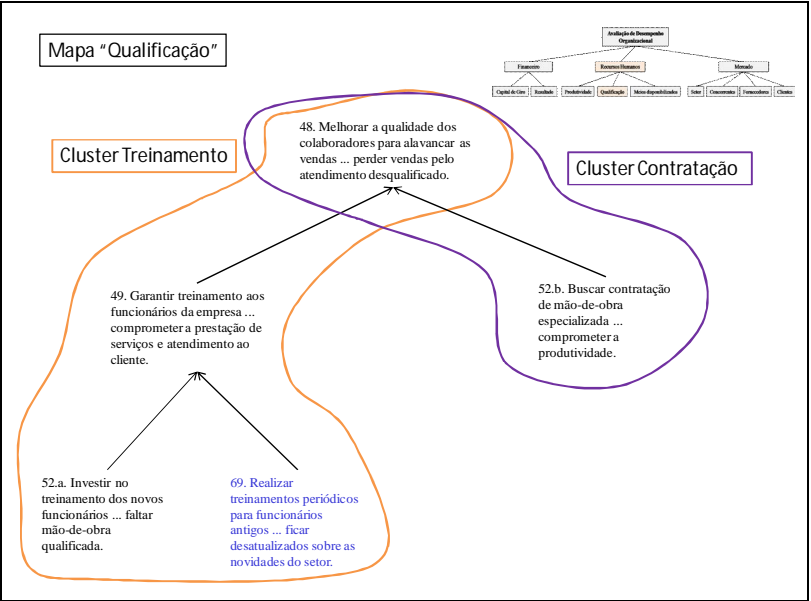 Mapa “Qualificação”
Avaliação de Desempenho
Organizacional
Financeiro
Recursos Humanos
Mercado
Capital de Giro
Resultado
Produtividade
Qualificação
Meios disponibilizados
Setor
Concorrentes
Fornecedores
Clientes
Cluster Treinamento
Cluster Contratação
48. Melhorar a qualidade dos
colaboradores para alavancar as
vendas ... perder vendas pelo
atendimento desqualificado.
49. Garantir treinamento aos
funcionários da empresa ...
comprometer a prestação de
serviços e atendimento ao
cliente.
52.b. Buscar contratação
de mão-de-obra
especializada ...
comprometer a
produtividade.
52.a. Investir no
treinamento dos novos
funcionários ... faltar
mão-de-obra
qualificada.
69. Realizar
treinamentos periódicos
para funcionários
antigos ... ficar
desatualizados sobre as
novidades do setor.